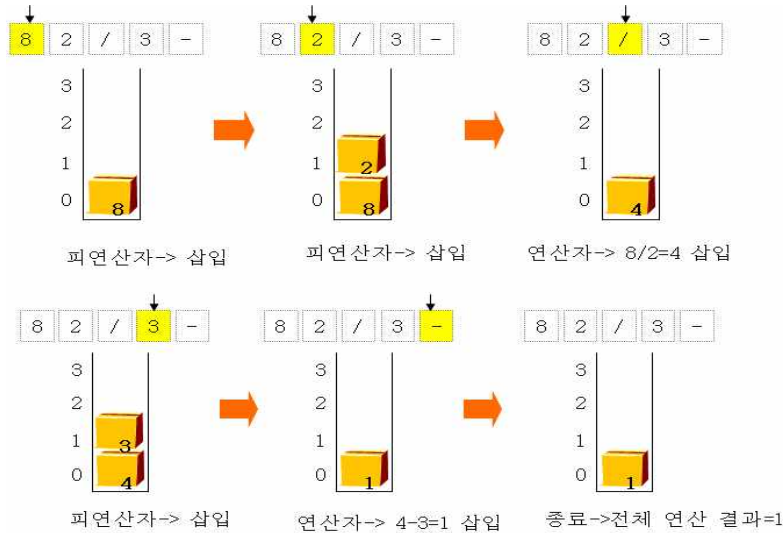 8 2 / 3 - 8 2 / 3 - 8 2 / 3 -
3 3 3
2 2 2
1 2 1 1
0 8 0 8 0 4
피연산자-> 삽입 피연산자-> 삽입 연산자-> 8/2=4 삽입
8 2 / 3 - 8 2 / 3 - 8 2 / 3 -
3 3 3
2 2 2
1 3 1 1
0 4 0 1 0 1
피연산자-> 삽입 연산자-> 4-3=1 삽입 종료->전체 연산 결과=1